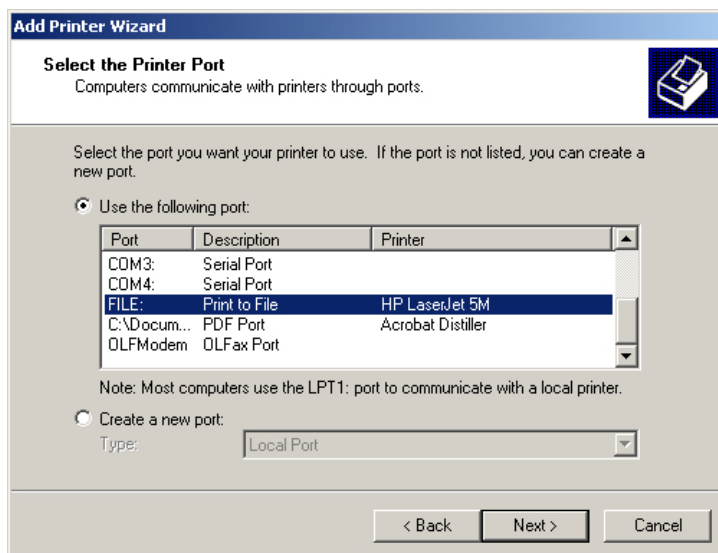 Add Printer Wizard
Select the Printer Port
Computers communicate with printers through ports.
Select the port you want your printer to use.  If the port is not listed, you can create a
new port.
Use the following port:
Port Description Printer
COM3: Serial Port
COM4: Serial Port
FILE: Print to File HP LaserJet 5M
C:\Docum... PDF Port Acrobat Distiller
OLFModem OLFax Port
Note: Most computers use the LPT1: port to communicate with a local printer.
Create a new port:
Type: Local Port
< Back Next > Cancel